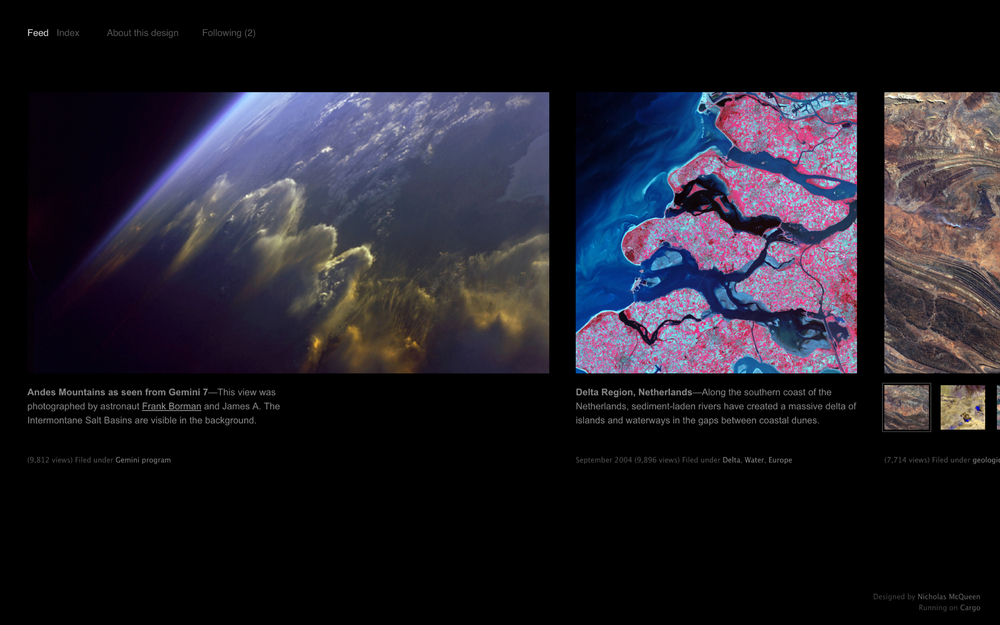 Feed Index About this design Following (2)
Andes Mountains as seen from Gemini 7—This view was
photographed by astronaut Frank Borman and James A. The
Intermontane Salt Basins are visible in the background.
(9,812 views) Filed under Gemini program
Delta Region, Netherlands—Along the southern coast of the
Netherlands, sediment-laden rivers have created a massive delta of
islands and waterways in the gaps between coastal dunes.
September 2004 (9,896 views) Filed under Delta, Water, Europe
(7,714 views) Filed under
Designed by Nicholas McQueen
Running on Cargo